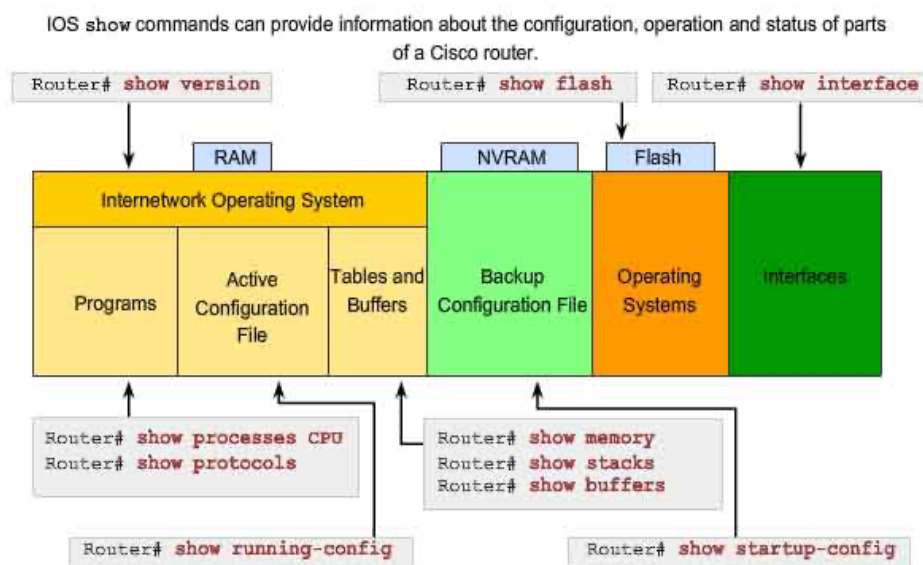 IOS show commands can provide information about the configuration, operation and status of parts
of a Cisco router.
Router# show version
Router# show flash
Router# show interface
RAM
NVRAM
Flash
Internetwork Operating System
Programs
Active
Configuration
File
Tables and
Buffers
Backup
Configuration File
Operating
Systems
Interfaces
Router# show processes CPU
Router# show protocols
Router# show memory
Router# show stacks
Router# show buffers
Router# show running-config
Router# show startup-config